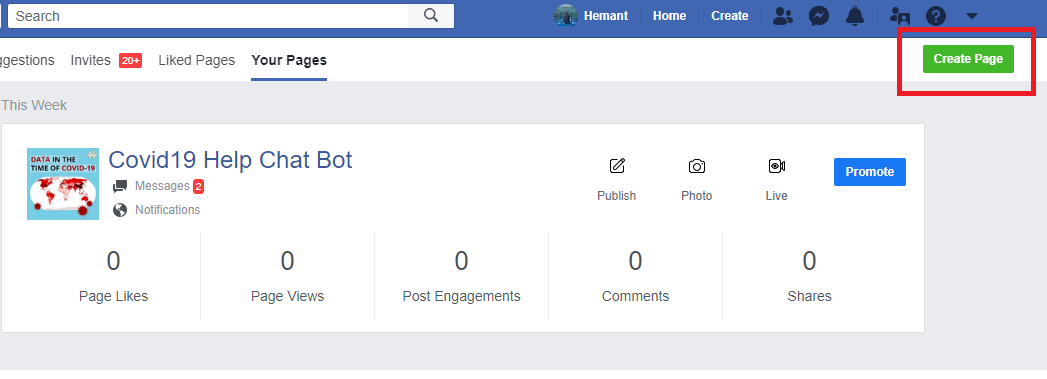 Search Hemant Home Create
ggestions Invites 20+ Liked Pages Your Pages Create Page
This Week
DATA IN THE
TIME OF COVID-19
Covid19 Help Chat Bot
Messages 2
Notifications
Publish Photo Live Promote
0 0 0 0 0
Page Likes Page Views Post Engagements Comments Shares